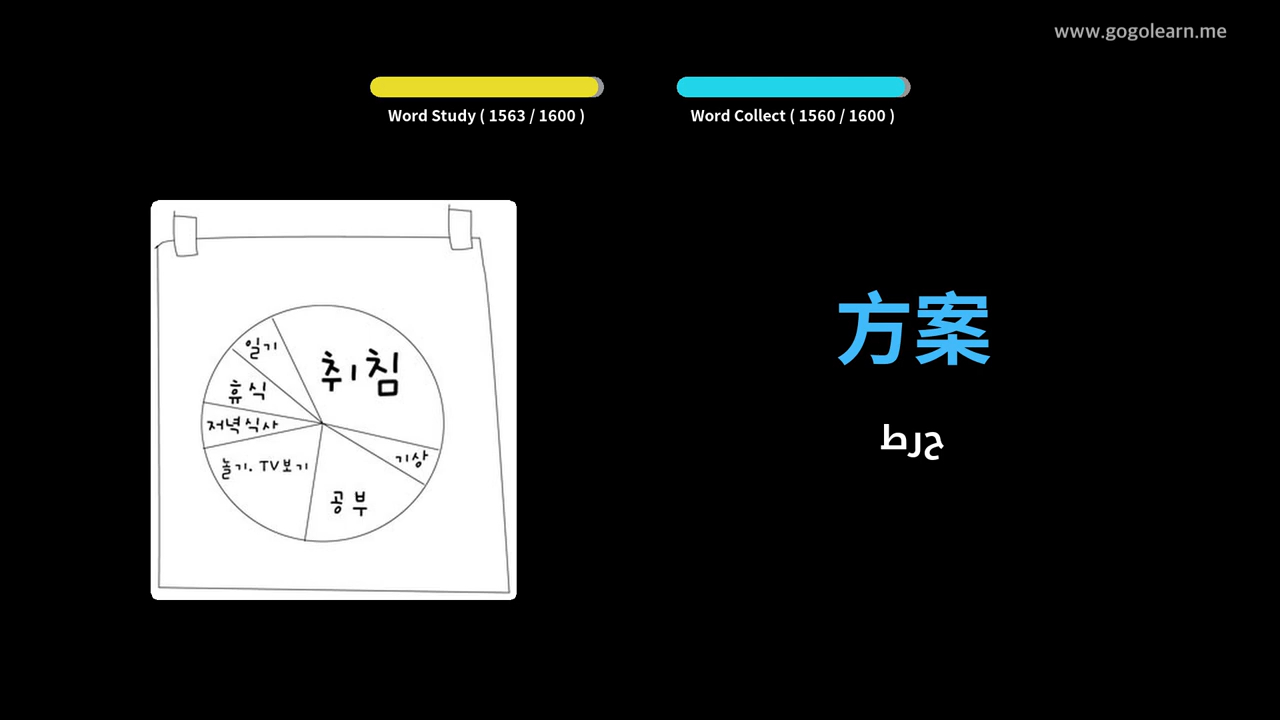 www.gogolearn.me
Word Study ( 1563 / 1600 )
Word Collect ( 1560 / 1600 )
일기
취침
휴식
저녁식사
놀기. TV보기
기상
공부
方案
حرط